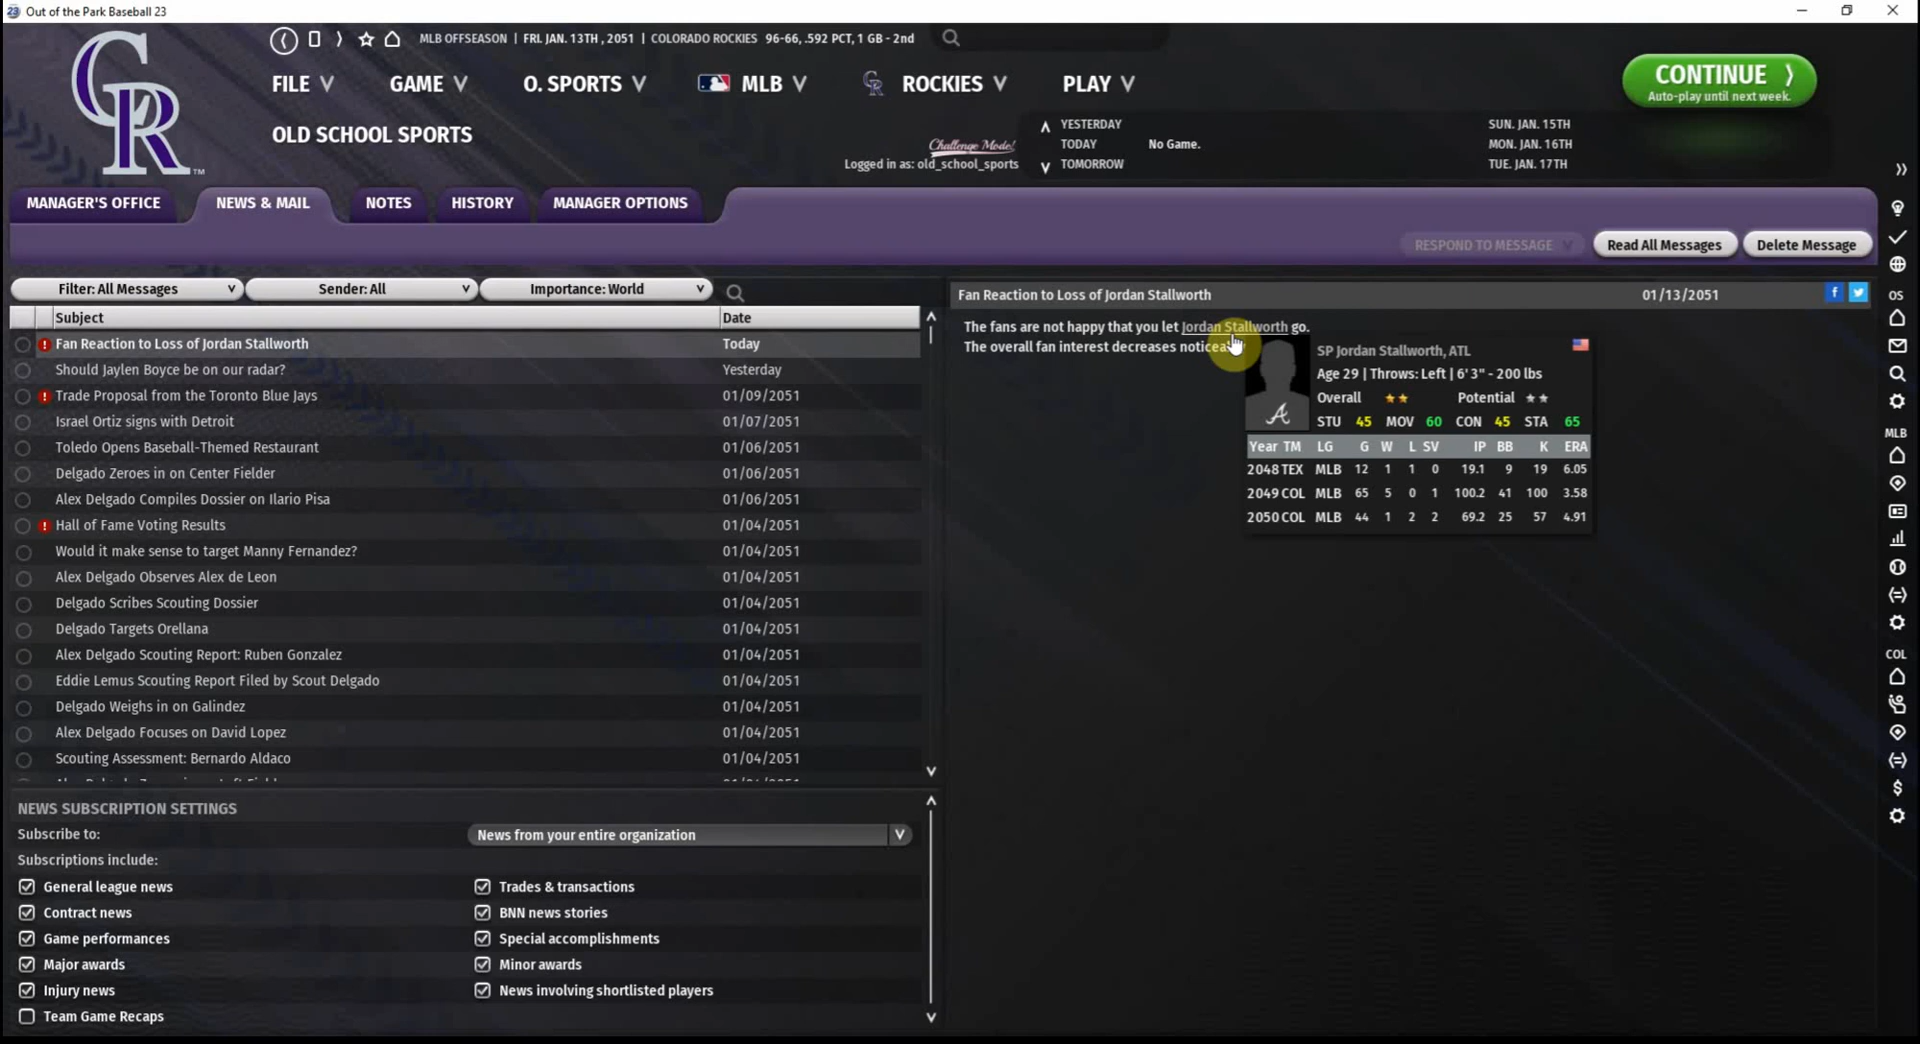 Out of the Park Baseball 23
MLB OFFSEASON | FRI. JAN. 13TH , 2051 | COLORADO ROCKIES 96-66, .592 PCT, 1 GB - 2nd
FILE GAME O. SPORTS MLB ROCKIES PLAY
CONTINUE
Auto-play until next week.
CR TM
OLD SCHOOL SPORTS
Challenge Mode!
Logged in as: old_school_sports
YESTERDAY
TODAY No Game.
TOMORROW
SUN. JAN. 15TH
MON. JAN. 16TH
TUE. JAN. 17TH
MANAGER'S OFFICE NEWS & MAIL NOTES HISTORY MANAGER OPTIONS
RESPOND TO MESSAGE Read All Messages Delete Message
Filter: All Messages Sender: All Importance: World
Subject Date
Fan Reaction to Loss of Jordan Stallworth Today
Should Jaylen Boyce be on our radar? Yesterday
Trade Proposal from the Toronto Blue Jays 01/09/2051
Israel Ortiz signs with Detroit 01/07/2051
Toledo Opens Baseball-Themed Restaurant 01/06/2051
Delgado Zeroes in on Center Fielder 01/06/2051
Alex Delgado Compiles Dossier on Ilario Pisa 01/06/2051
Hall of Fame Voting Results 01/04/2051
Would it make sense to target Manny Fernandez? 01/04/2051
Alex Delgado Observes Alex de Leon 01/04/2051
Delgado Scribes Scouting Dossier 01/04/2051
Delgado Targets Orellana 01/04/2051
Alex Delgado Scouting Report: Ruben Gonzalez 01/04/2051
Eddie Lemus Scouting Report Filed by Scout Delgado 01/04/2051
Delgado Weighs in on Galindez 01/04/2051
Alex Delgado Focuses on David Lopez 01/04/2051
Scouting Assessment: Bernardo Aldaco 01/04/2051
NEWS SUBSCRIPTION SETTINGS
Subscribe to: News from your entire organization
Subscriptions include:
General league news Trades & transactions
Contract news BNN news stories
Game performances Special accomplishments
Major awards Minor awards
Injury news News involving shortlisted players
Team Game Recaps
Fan Reaction to Loss of Jordan Stallworth 01/13/2051
The fans are not happy that you let Jordan Stallworth go.
The overall fan interest decreases
SP Jordan Stallworth, ATL
Age 29 | Throws: Left | 6' 3" - 200 lbs
Overall Potential
STU 45 MOV 60 CON 45 STA 65
Year TM LG G W L SV IP BB K ERA
2048 TEX MLB 12 1 1 0 19.1 9 19 6.05
2049 COL MLB 65 5 0 1 100.2 41 100 3.58
2050 COL MLB 44 1 2 2 69.2 25 57 4.91
OS
MLB
COL